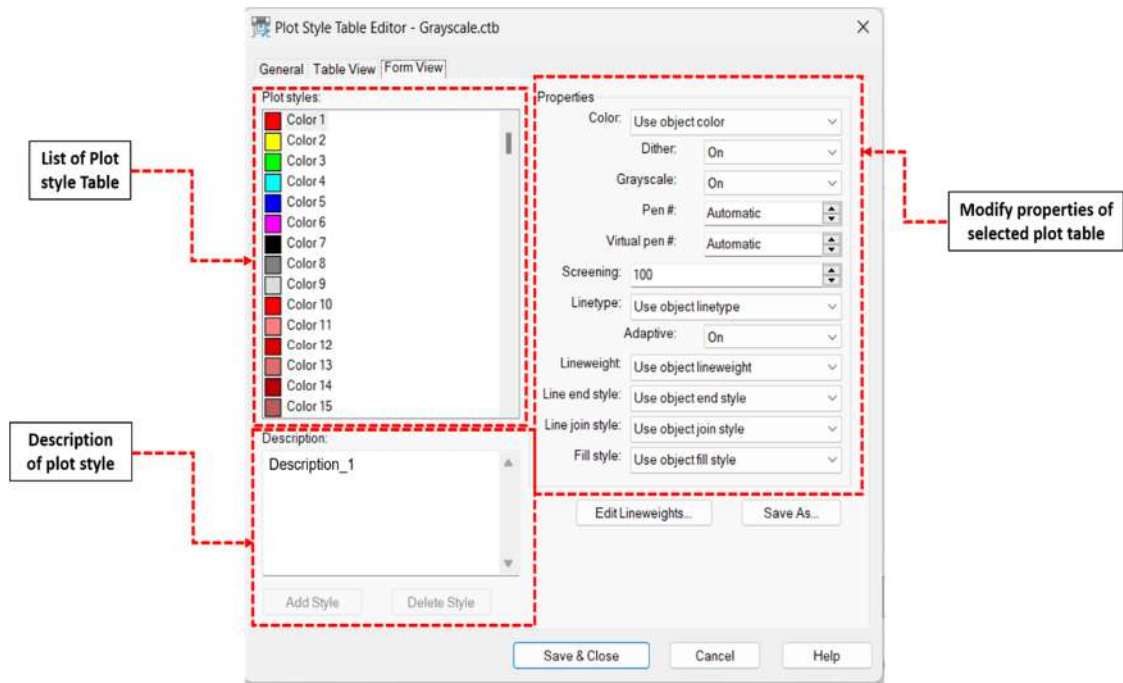 Plot Style Table Editor - Grayscale.ctb
General Table View Form View
Plot styles:
Color 1
Color 2
Color 3
Color 4
Color 5
Color 6
Color 7
Color 8
Color 9
Color 10
Color 11
Color 12
Color 13
Color 14
Color 15
Description:
Description_1
Add Style Delete Style
Properties
Color: Use object color
Dither: On
Grayscale: On
Pen #: Automatic
Virtual pen #: Automatic
Screening: 100
Linetype: Use object linetype
Adaptive: On
Lineweight: Use object lineweight
Line end style: Use object end style
Line join style: Use object join style
Fill style: Use object fill style
Edit Lineweights... Save As...
Save & Close Cancel Help
List of Plot
style Table
Description
of plot style
Modify properties of
selected plot table